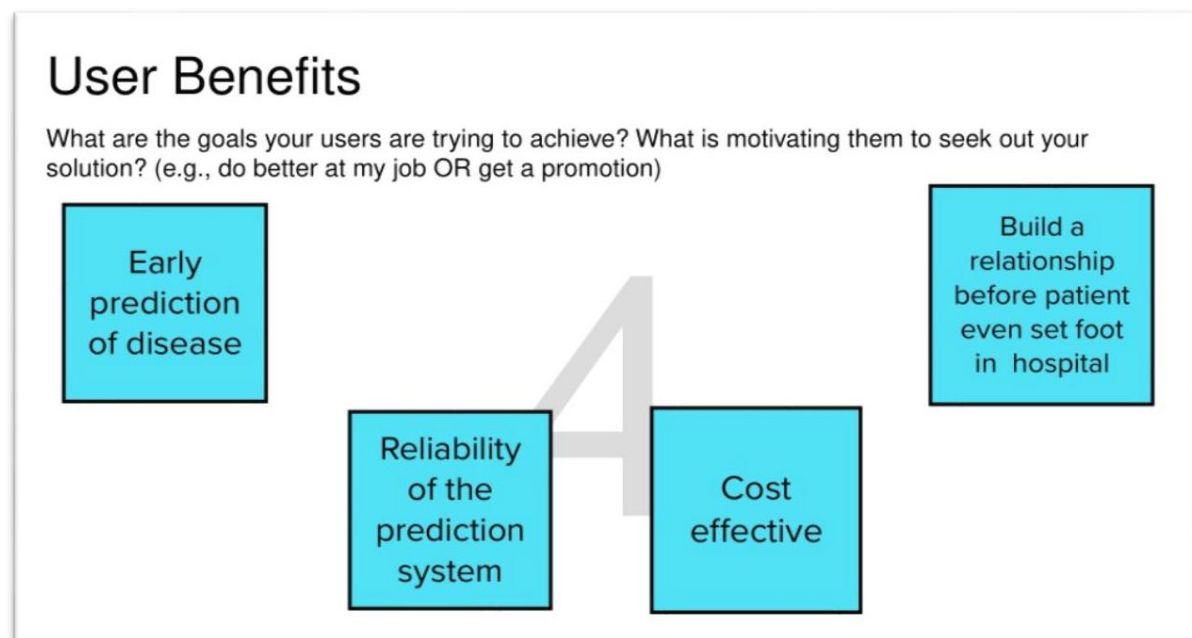 User Benefits
What are the goals your users are trying to achieve? What is motivating them to seek out your
solution? (e.g., do better at my job OR get a promotion)
Early
prediction
of disease
Build a
relationship
before patient
even set foot
in hospital
4
Reliability
of the
prediction
system
Cost
effective